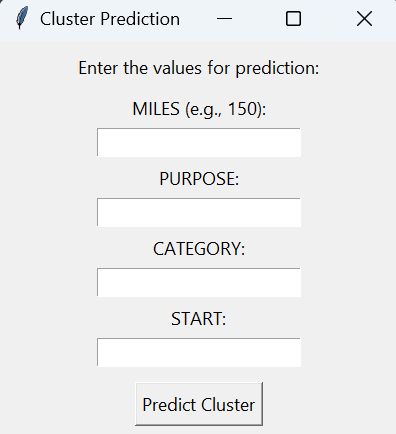 Cluster Prediction
Enter the values for prediction:
MILES (e.g., 150):
PURPOSE:
CATEGORY:
START:
Predict Cluster